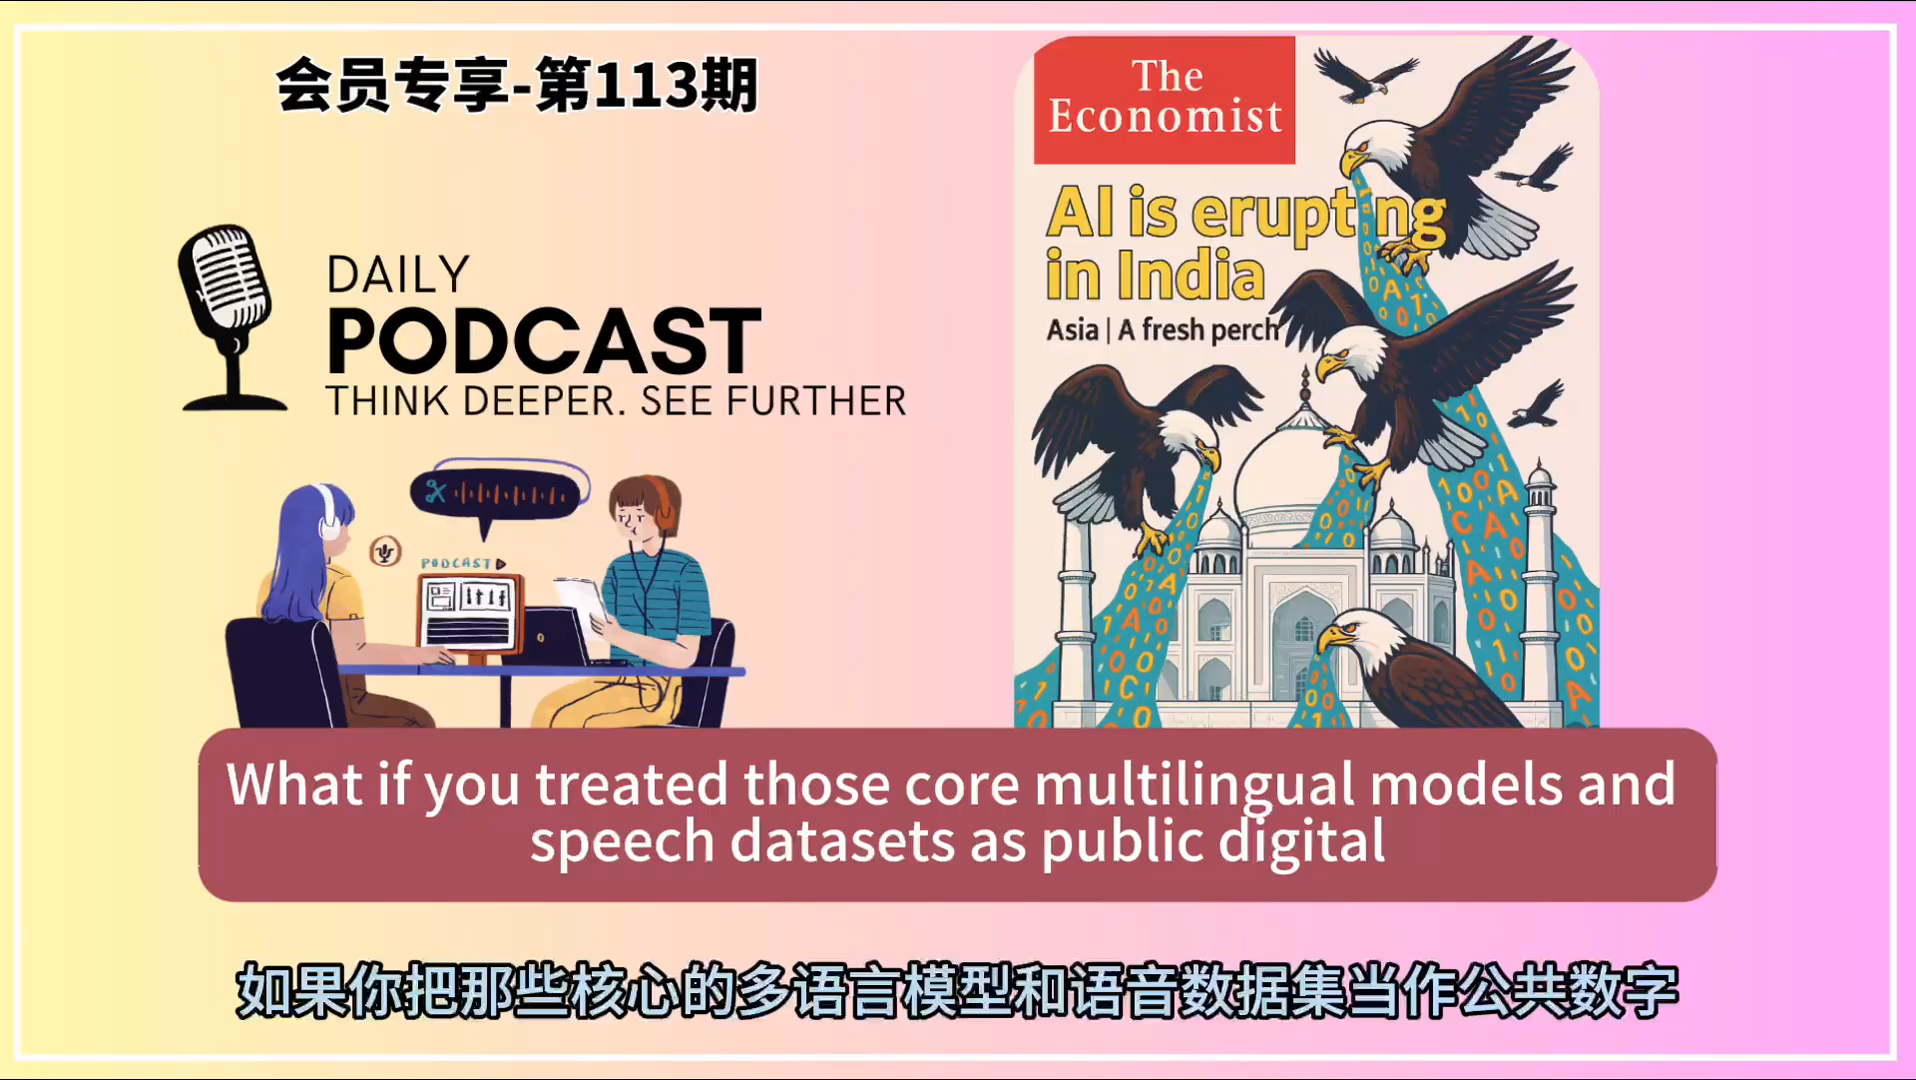 会员专享-第113期
The
Economist
AI is erupting
in India
Asia | A fresh perch
DAILY
PODCAST
THINK DEEPER. SEE FURTHER
PODCAST
What if you treated those core multilingual models and
speech datasets as public digital
如果你把那些核心的多语言模型和语音数据集当作公共数字